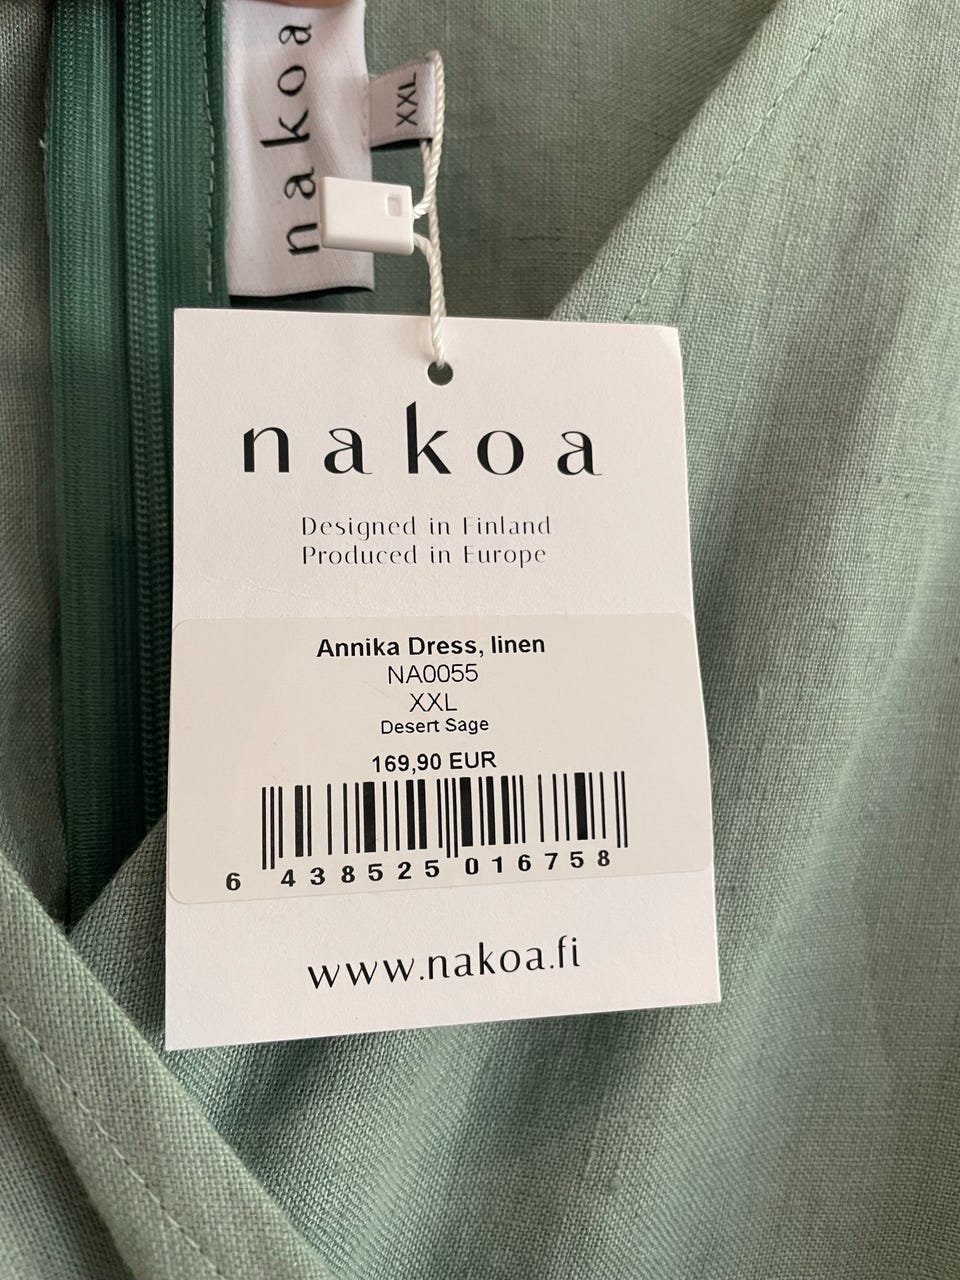 nakoa
XXL
nakoa
Designed in Finland
Produced in Europe
Annika Dress, linen
NA0055
XXL
Desert Sage
169,90 EUR
6 438525 016758
www.nakoa.fi